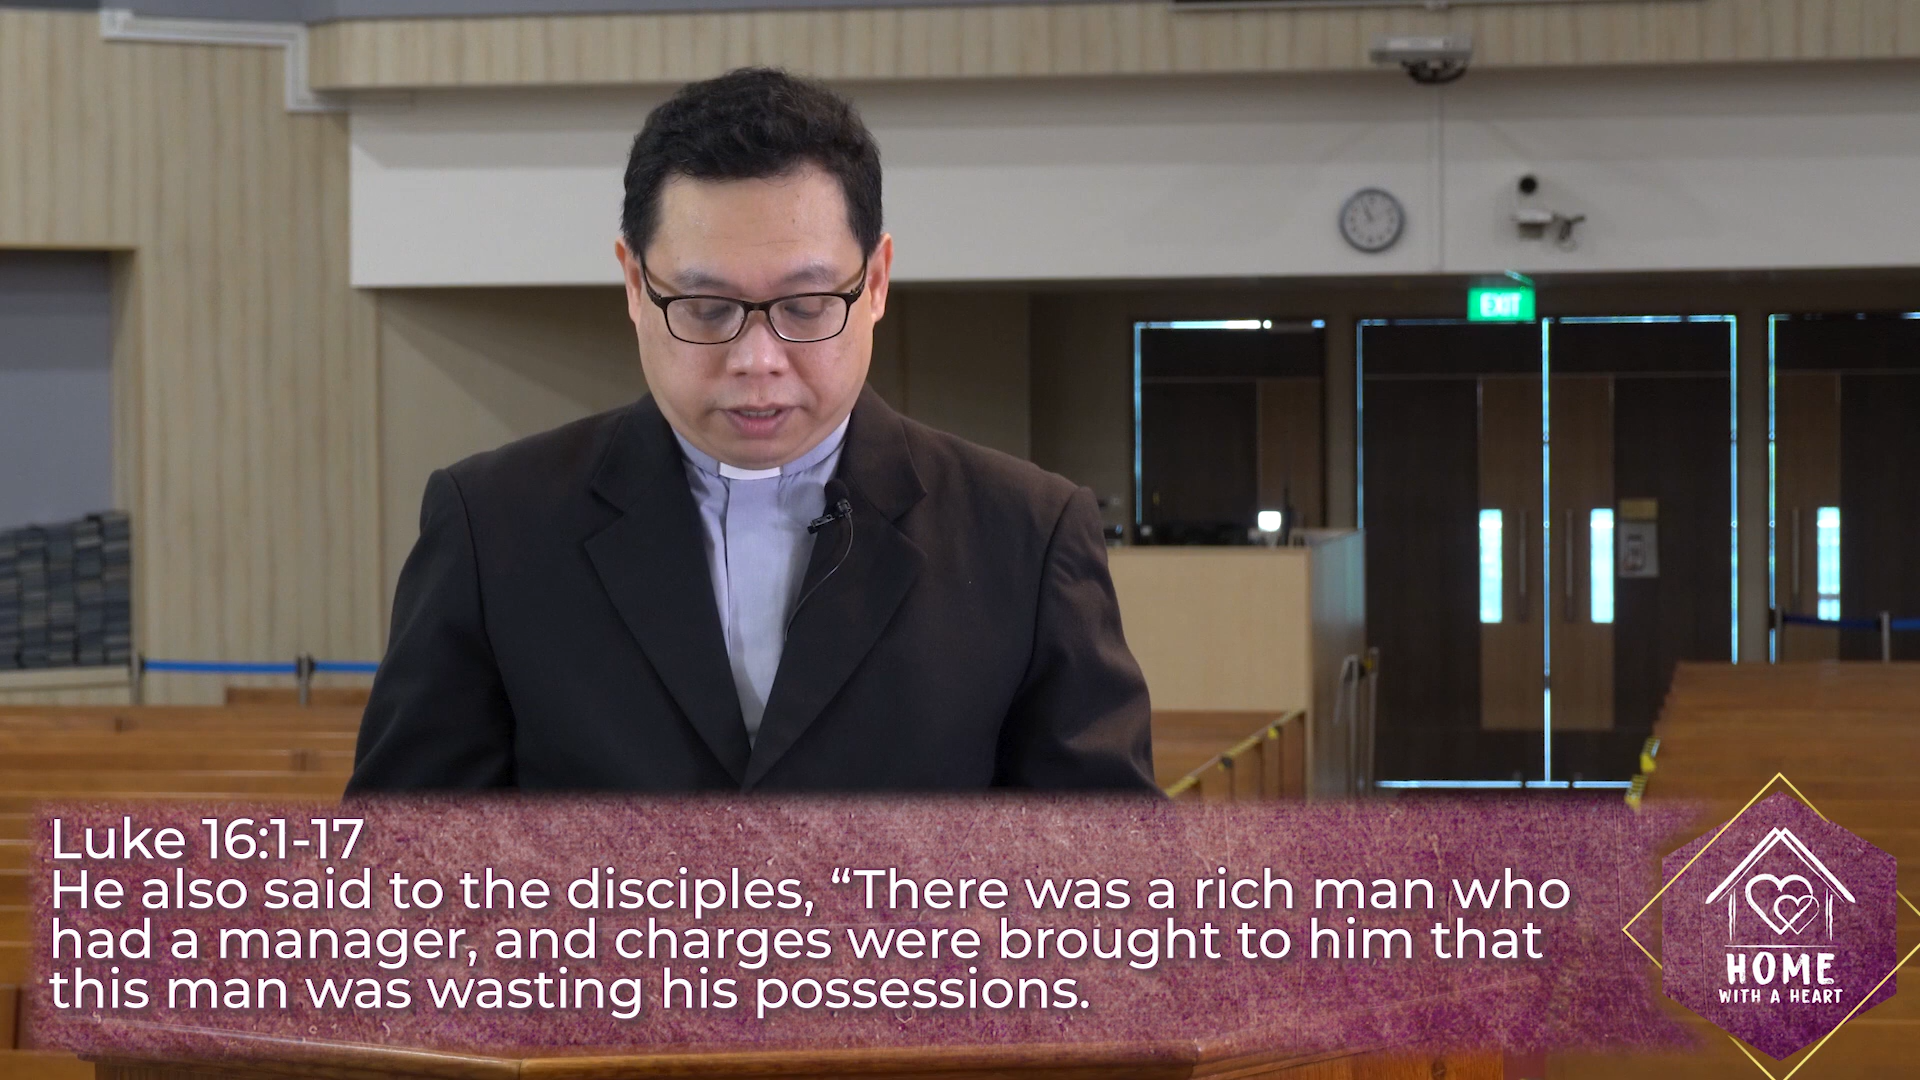 EXIT
Luke 16:1-17
He also said to the disciples, “There was a rich man who
had a manager, and charges were brought to him that
this man was wasting his possessions.
HOME
WITH A HEART